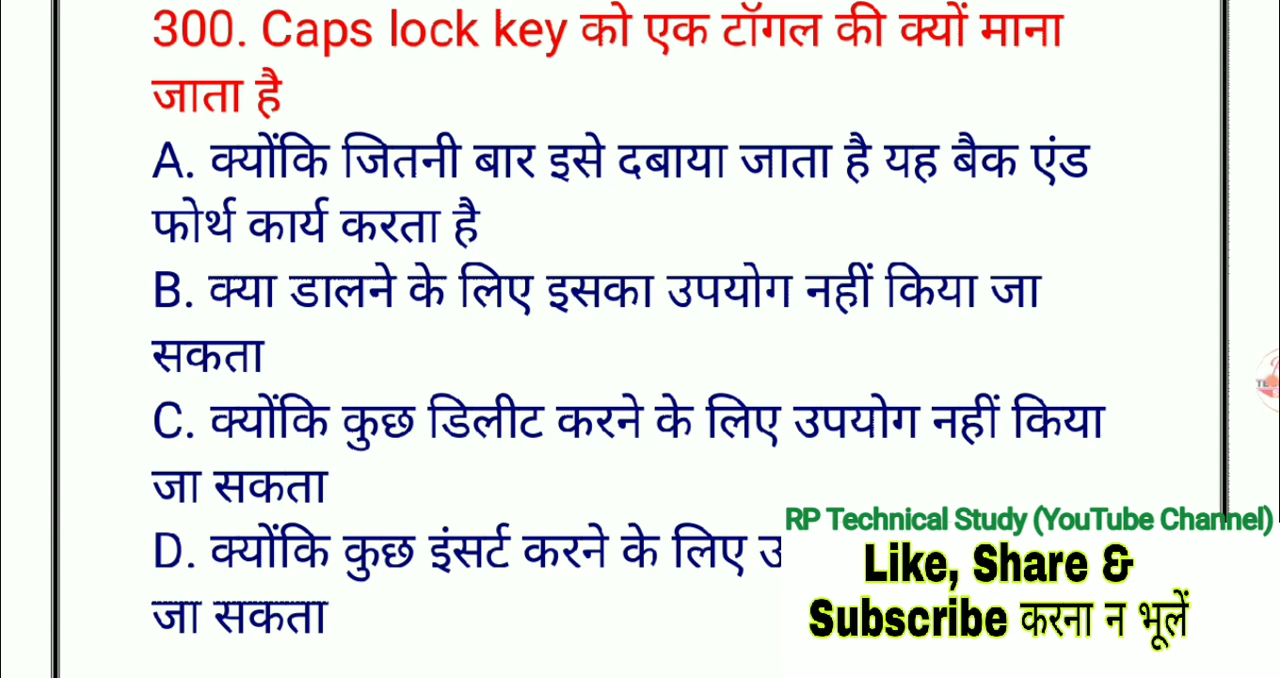 300. Caps lock key को एक टॉगल की क्यों माना
जाता है
A. क्योंकि जितनी बार इसे दबाया जाता है यह बैक एंड
फोर्थ कार्य करता है
B. क्या डालने के लिए इसका उपयोग नहीं किया जा
सकता
C. क्योंकि कुछ डिलीट करने के लिए उपयोग नहीं किया
जा सकता
RP Technical Study (YouTube Channel)
D. क्योंकि कुछ इंसर्ट करने के लिए
Like, Share &
जा सकता
Subscribe करना न भूलें